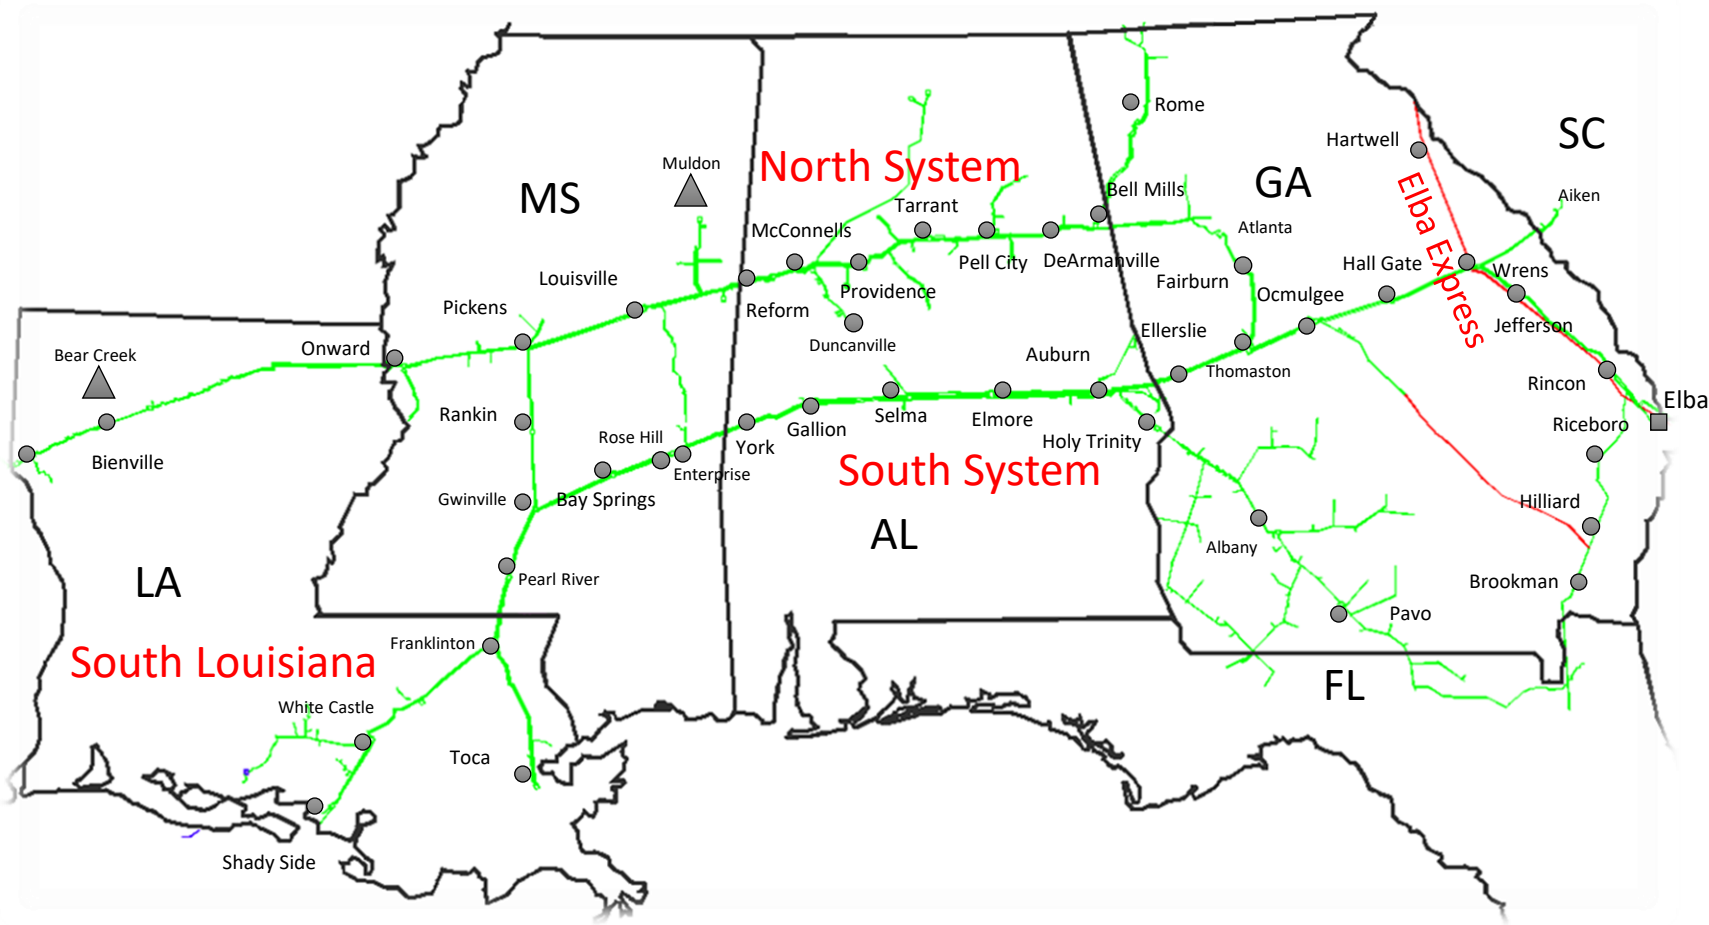 Rome
Hartwell
SC
Muldon
North System
GA
MS
Bell Mills
Aiken
Tarrant
Elba Express
McConnells
Atlanta
Pell City
DeArmanville
Hall Gate
Wrens
Louisville
Fairburn
Providence
Ocmulgee
Pickens
Reform
Jefferson
Ellerslie
Onward
Duncanville
Auburn
Bear Creek
Thomaston
Rincon
Elba
Rankin
Selma
Elmore
Riceboro
Gallion
Rose Hill
York
Holy Trinity
Bienville
South System
Enterprise
Gwinville
Bay Springs
Hilliard
AL
Albany
LA
Pearl River
Brookman
Pavo
Franklinton
South Louisiana
FL
White Castle
Toca
Shady Side